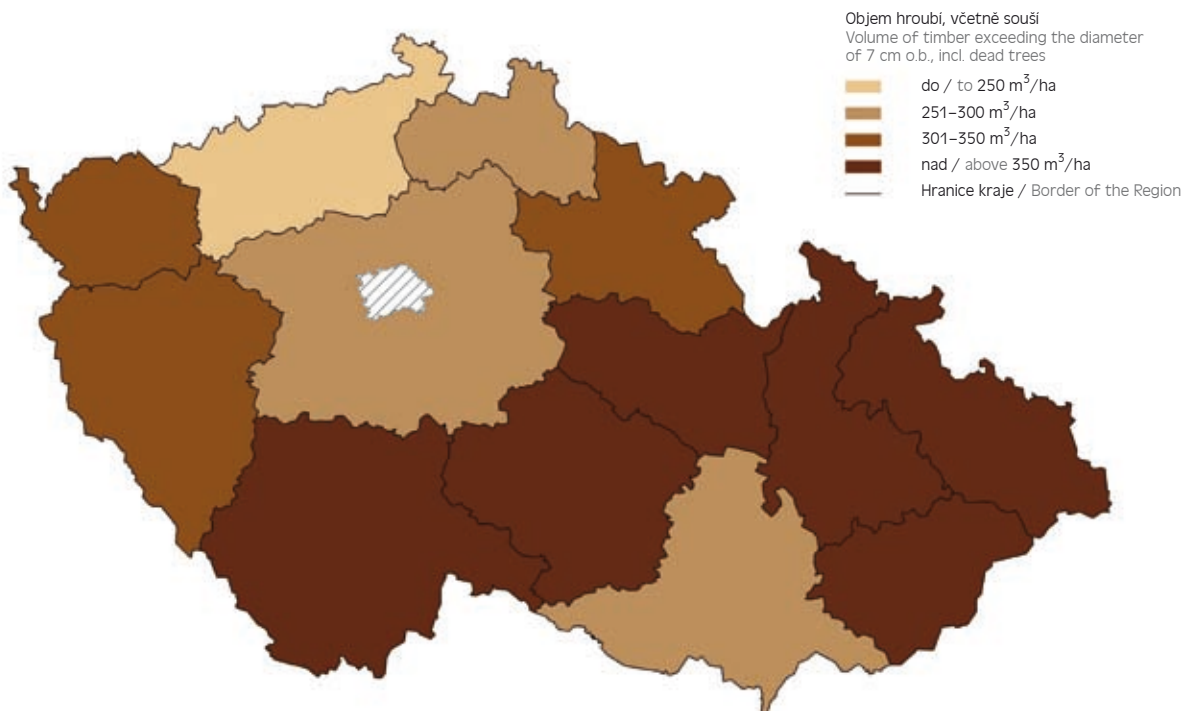 Objem hroubí, včetně souší
Volume of timber exceeding the diameter
of 7 cm o.b., incl. dead trees
do / to 250 m³/ha
251–300 m³/ha
301–350 m³/ha
nad / above 350 m³/ha
Hranice kraje / Border of the Region